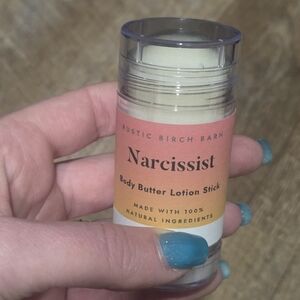 RUSTIC BIRCH BARN
Narcissist
Body Butter Lotion Stick
MADE WITH 100%
NATURAL INGREDIENTS